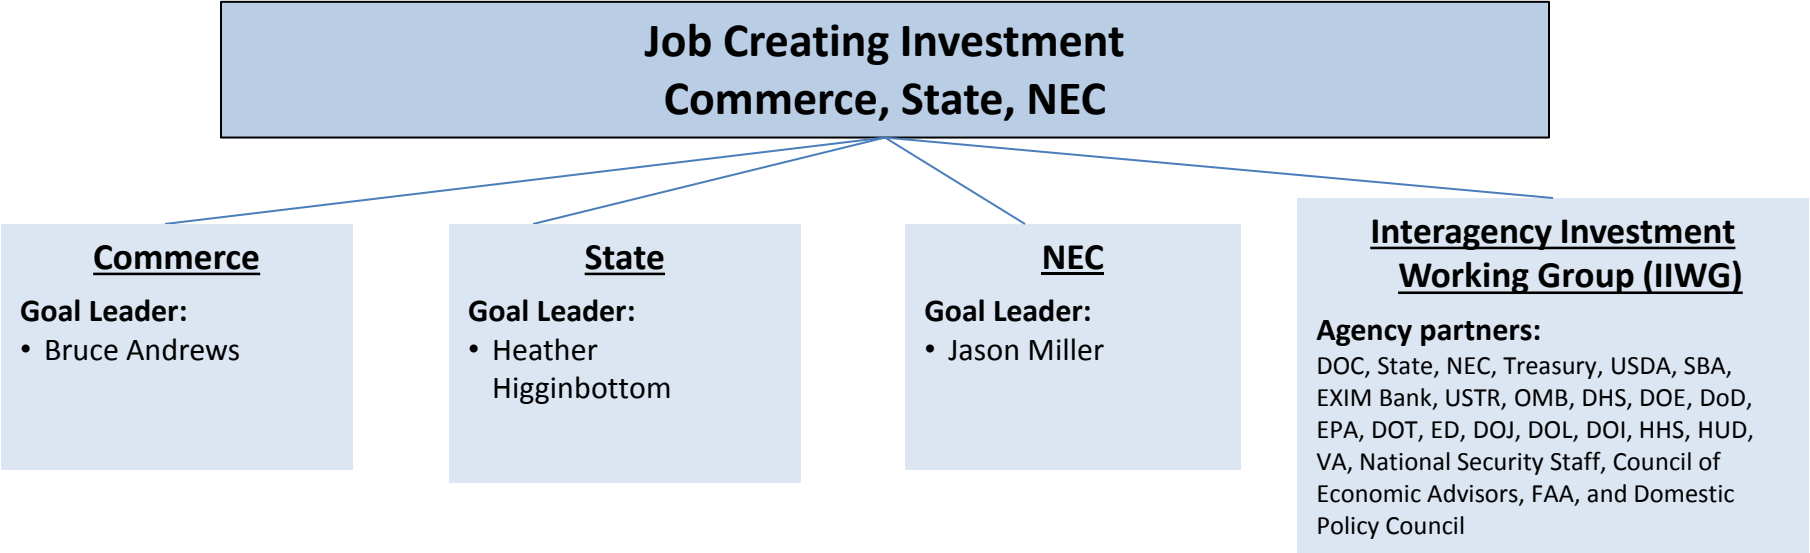 Job Creating Investment
Commerce, State, NEC
Commerce
Goal Leader:
• Bruce Andrews
State
Goal Leader:
• Heather
Higginbottom
NEC
Goal Leader:
• Jason Miller
Interagency Investment
Working Group (IIWG)
Agency partners:
DOC, State, NEC, Treasury, USDA, SBA,
EXIM Bank, USTR, OMB, DHS, DOE, DoD,
EPA, DOT, ED, DOJ, DOL, DOI, HHS, HUD,
VA, National Security Staff, Council of
Economic Advisors, FAA, and Domestic
Policy Council